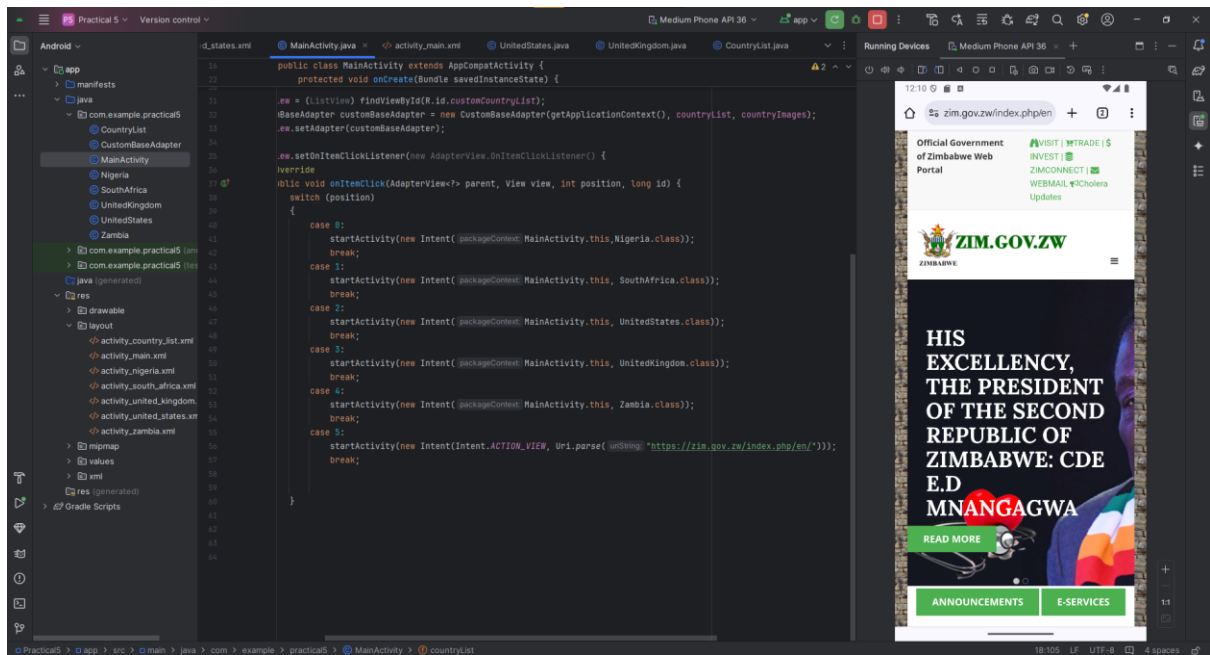 PS Practical 5
Version control
Medium Phone API 36
app
Android
d_states.xml
MainActivity.java
activity_main.xml
UnitedStates.java
UnitedKingdom.java
CountryList.java
Running Devices
Medium Phone API 36
app
manifests
java
com.example.practical5
CountryList
CustomBaseAdapter
MainActivity
Nigeria
SouthAfrica
UnitedKingdom
UnitedStates
Zambia
com.example.practical5 (an
com.example.practical5 (tes
java (generated)
res
drawable
layout
activity_country_list.xml
activity_main.xml
activity_nigeria.xml
activity_south_africa.xml
activity_united_kingdom.
activity_united_states.xm
activity_zambia.xml
mipmap
values
xml
res (generated)
Gradle Scripts
16 public class MainActivity extends AppCompatActivity {
22 protected void onCreate(Bundle savedInstanceState) {
2
31 .ew = (ListView) findViewById(R.id.customCountryList);
32 BaseAdapter customBaseAdapter = new CustomBaseAdapter(getApplicationContext(), countryList, countryImages);
33 .ew.setAdapter(customBaseAdapter);
34
35 .ew.setOnItemClickListener(new AdapterView.OnItemClickListener() {
36 verride
37 blic void onItemClick(AdapterView<?> parent, View view, int position, long id) {
38 switch (position)
39 {
40 case 0:
41 startActivity(new Intent( packageContext: MainActivity.this,Nigeria.class));
42 break;
43 case 1:
44 startActivity(new Intent( packageContext: MainActivity.this, SouthAfrica.class));
45 break;
46 case 2:
47 startActivity(new Intent( packageContext: MainActivity.this, UnitedStates.class));
48 break;
49 case 3:
50 startActivity(new Intent( packageContext: MainActivity.this, UnitedKingdom.class));
51 break;
52 case 4:
53 startActivity(new Intent( packageContext: MainActivity.this, Zambia.class));
54 break;
55 case 5:
56 startActivity(new Intent(Intent.ACTION_VIEW, Uri.parse( uriString: "https://zim.gov.zw/index.php/en/")));
57 break;
58
59
60 }
61
62
63
64
12:10
zim.gov.zw/index.php/en
2
Official Government
of Zimbabwe Web
Portal
VISIT | TRADE | $
INVEST |
ZIMCONNECT |
WEBMAIL Cholera
Updates
ZIM.GOV.ZW
ZIMBABWE
HIS
EXCELLENCY,
THE PRESIDENT
OF THE SECOND
REPUBLIC OF
ZIMBABWE: CDE
E.D
MNANGAGWA
READ MORE
ANNOUNCEMENTS
E-SERVICES
1:1
Practical5 > app > src > main > java > com > example > practical5 > MainActivity > countryList
18:105 LF UTF-8 4 spaces